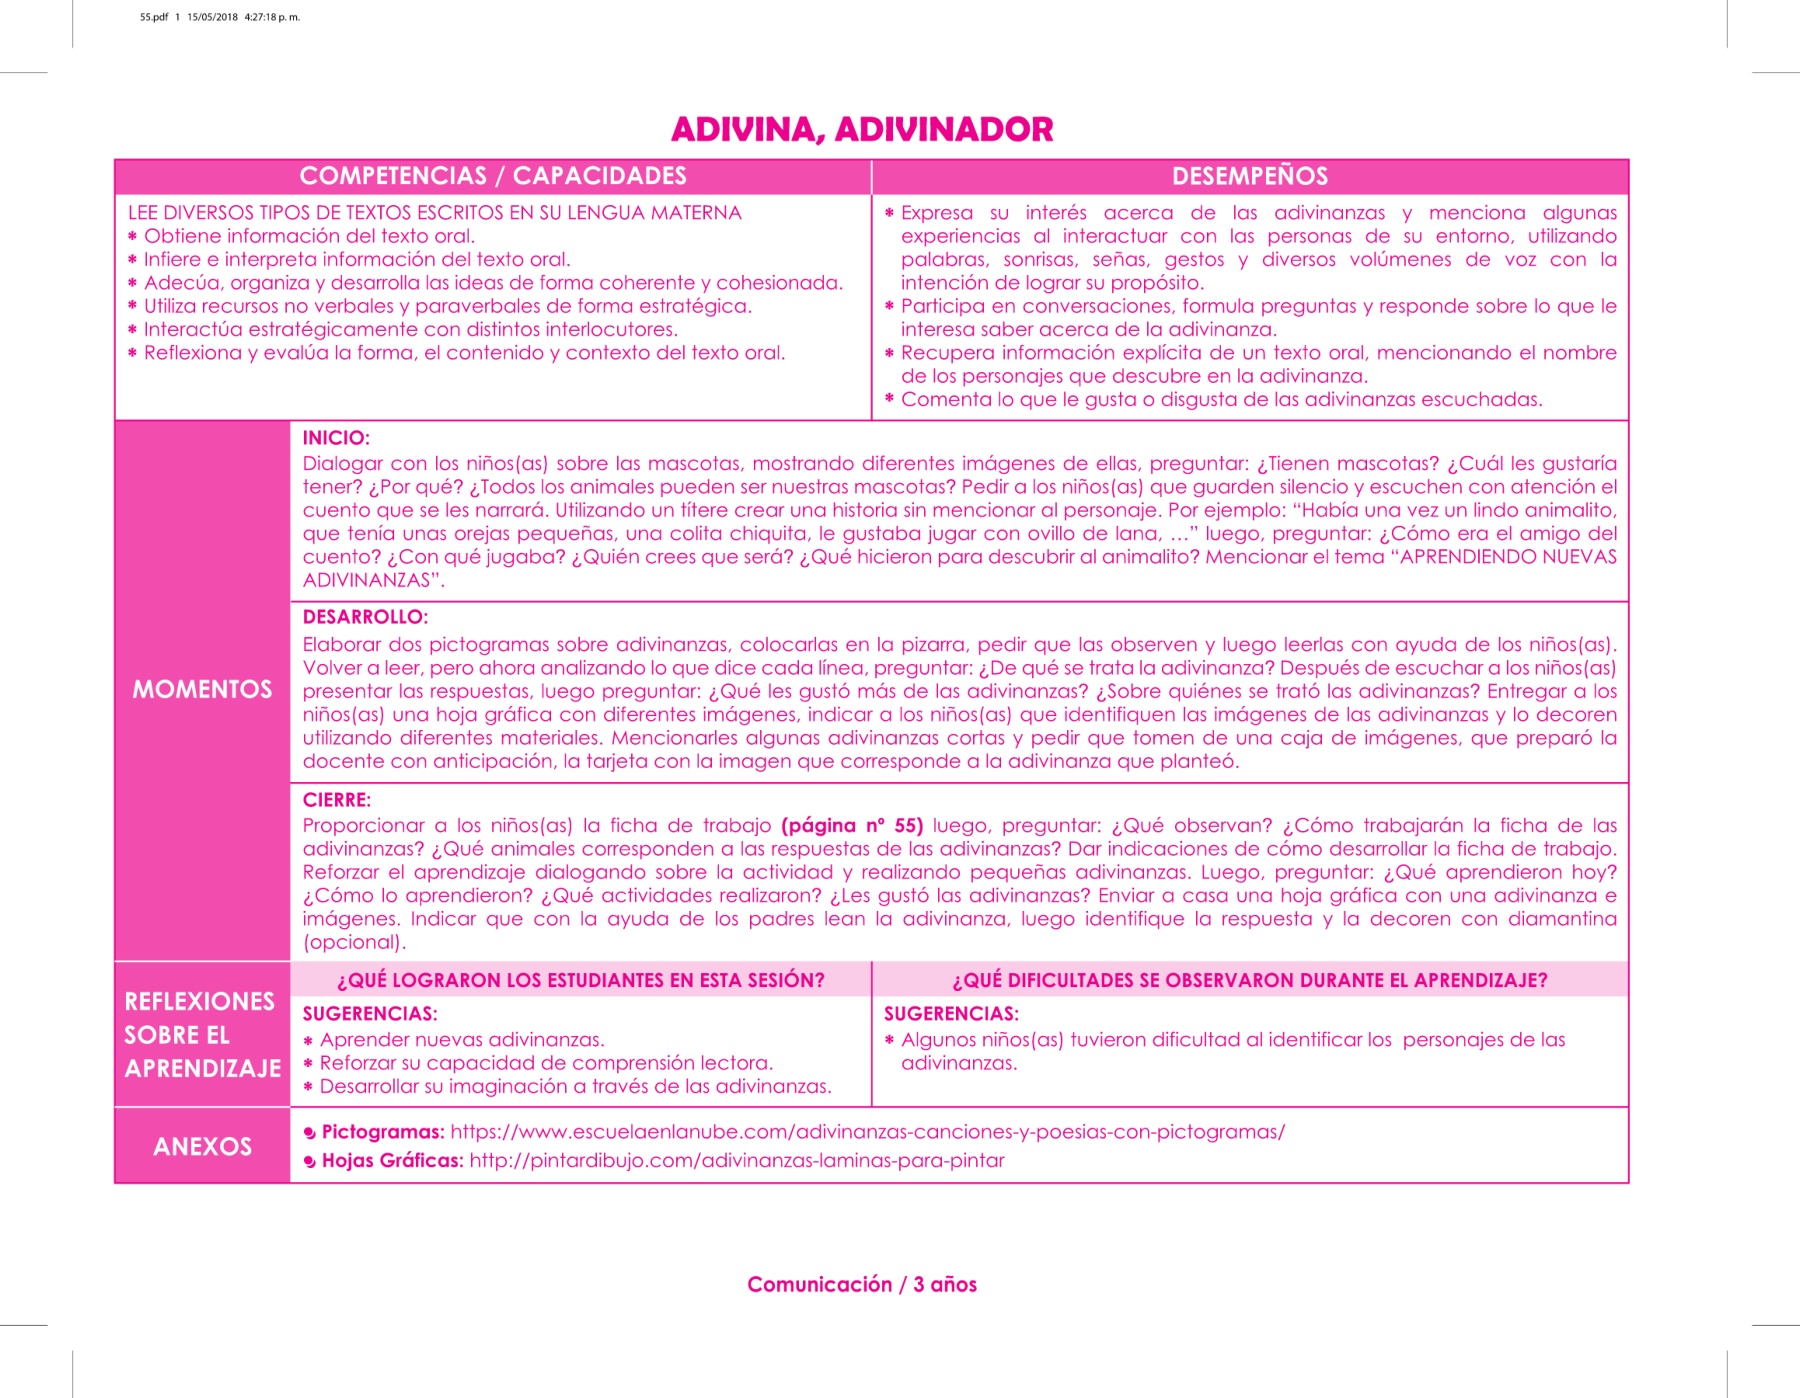 55.pdf 1 15/05/2018 4:27:18 p. m.
ADIVINA, ADIVINADOR
COMPETENCIAS / CAPACIDADES
LEE DIVERSOS TIPOS DE TEXTOS ESCRITOS EN SU LENGUA MATERNA
* Obtiene información del texto oral.
* Infiere e interpreta información del texto oral.
* Adecúa, organiza y desarrolla las ideas de forma coherente y cohesionada.
* Utiliza recursos no verbales y paraverbales de forma estratégica.
* Interactúa estratégicamente con distintos interlocutores.
* Reflexiona y evalúa la forma, el contenido y contexto del texto oral.
DESEMPEÑOS
* Expresa su interés acerca de las adivinanzas y menciona algunas
experiencias al interactuar con las personas de su entorno, utilizando
palabras, sonrisas, señas, gestos y diversos volúmenes de voz con la
intención de lograr su propósito.
* Participa en conversaciones, formula preguntas y responde sobre lo que le
interesa saber acerca de la adivinanza.
* Recupera información explícita de un texto oral, mencionando el nombre
de los personajes que descubre en la adivinanza.
* Comenta lo que le gusta o disgusta de las adivinanzas escuchadas.
MOMENTOS
INICIO:
Dialogar con los niños(as) sobre las mascotas, mostrando diferentes imágenes de ellas, preguntar: ¿Tienen mascotas? ¿Cuál les gustaría
tener? ¿Por qué? ¿Todos los animales pueden ser nuestras mascotas? Pedir a los niños(as) que guarden silencio y escuchen con atención el
cuento que se les narrará. Utilizando un títere crear una historia sin mencionar al personaje. Por ejemplo: “Había una vez un lindo animalito,
que tenía unas orejas pequeñas, una colita chiquita, le gustaba jugar con ovillo de lana, ...” luego, preguntar: ¿Cómo era el amigo del
cuento? ¿Con qué jugaba? ¿Quién crees que será? ¿Qué hicieron para descubrir al animalito? Mencionar el tema “APRENDIENDO NUEVAS
ADIVINANZAS”.
DESARROLLO:
Elaborar dos pictogramas sobre adivinanzas, colocarlas en la pizarra, pedir que las observen y luego leerlas con ayuda de los niños(as).
Volver a leer, pero ahora analizando lo que dice cada línea, preguntar: ¿De qué se trata la adivinanza? Después de escuchar a los niños(as)
presentar las respuestas, luego preguntar: ¿Qué les gustó más de las adivinanzas? ¿Sobre quiénes se trató las adivinanzas? Entregar a los
niños(as) una hoja gráfica con diferentes imágenes, indicar a los niños(as) que identifiquen las imágenes de las adivinanzas y lo decoren
utilizando diferentes materiales. Mencionarles algunas adivinanzas cortas y pedir que tomen de una caja de imágenes, que preparó la
docente con anticipación, la tarjeta con la imagen que corresponde a la adivinanza que planteó.
CIERRE:
Proporcionar a los niños(as) la ficha de trabajo (página nº 55) luego, preguntar: ¿Qué observan? ¿Cómo trabajarán la ficha de las
adivinanzas? ¿Qué animales corresponden a las respuestas de las adivinanzas? Dar indicaciones de cómo desarrollar la ficha de trabajo.
Reforzar el aprendizaje dialogando sobre la actividad y realizando pequeñas adivinanzas. Luego, preguntar: ¿Qué aprendieron hoy?
¿Cómo lo aprendieron? ¿Qué actividades realizaron? ¿Les gustó las adivinanzas? Enviar a casa una hoja gráfica con una adivinanza e
imágenes. Indicar que con la ayuda de los padres lean la adivinanza, luego identifique la respuesta y la decoren con diamantina
(opcional).
REFLEXIONES
SOBRE EL
APRENDIZAJE
¿QUÉ LOGRARON LOS ESTUDIANTES EN ESTA SESIÓN?
SUGERENCIAS:
* Aprender nuevas adivinanzas.
* Reforzar su capacidad de comprensión lectora.
* Desarrollar su imaginación a través de las adivinanzas.
¿QUÉ DIFICULTADES SE OBSERVARON DURANTE EL APRENDIZAJE?
SUGERENCIAS:
* Algunos niños(as) tuvieron dificultad al identificar los personajes de las
adivinanzas.
ANEXOS
Pictogramas: https://www.escuelaenlanube.com/adivinanzas-canciones-y-poesias-con-pictogramas/
Hojas Gráficas: http://pintardibujo.com/adivinanzas-laminas-para-pintar
Comunicación / 3 años